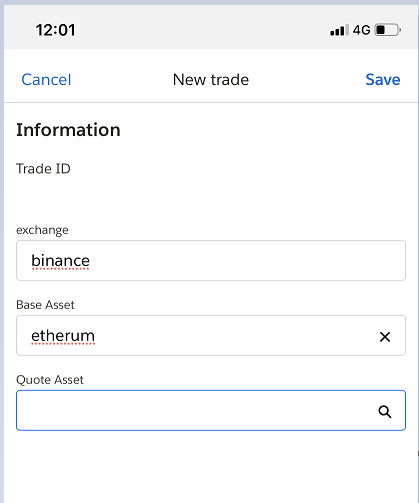 12:01 4G
Cancel New trade Save
Information
Trade ID
exchange
binance
Base Asset
etherum
Quote Asset